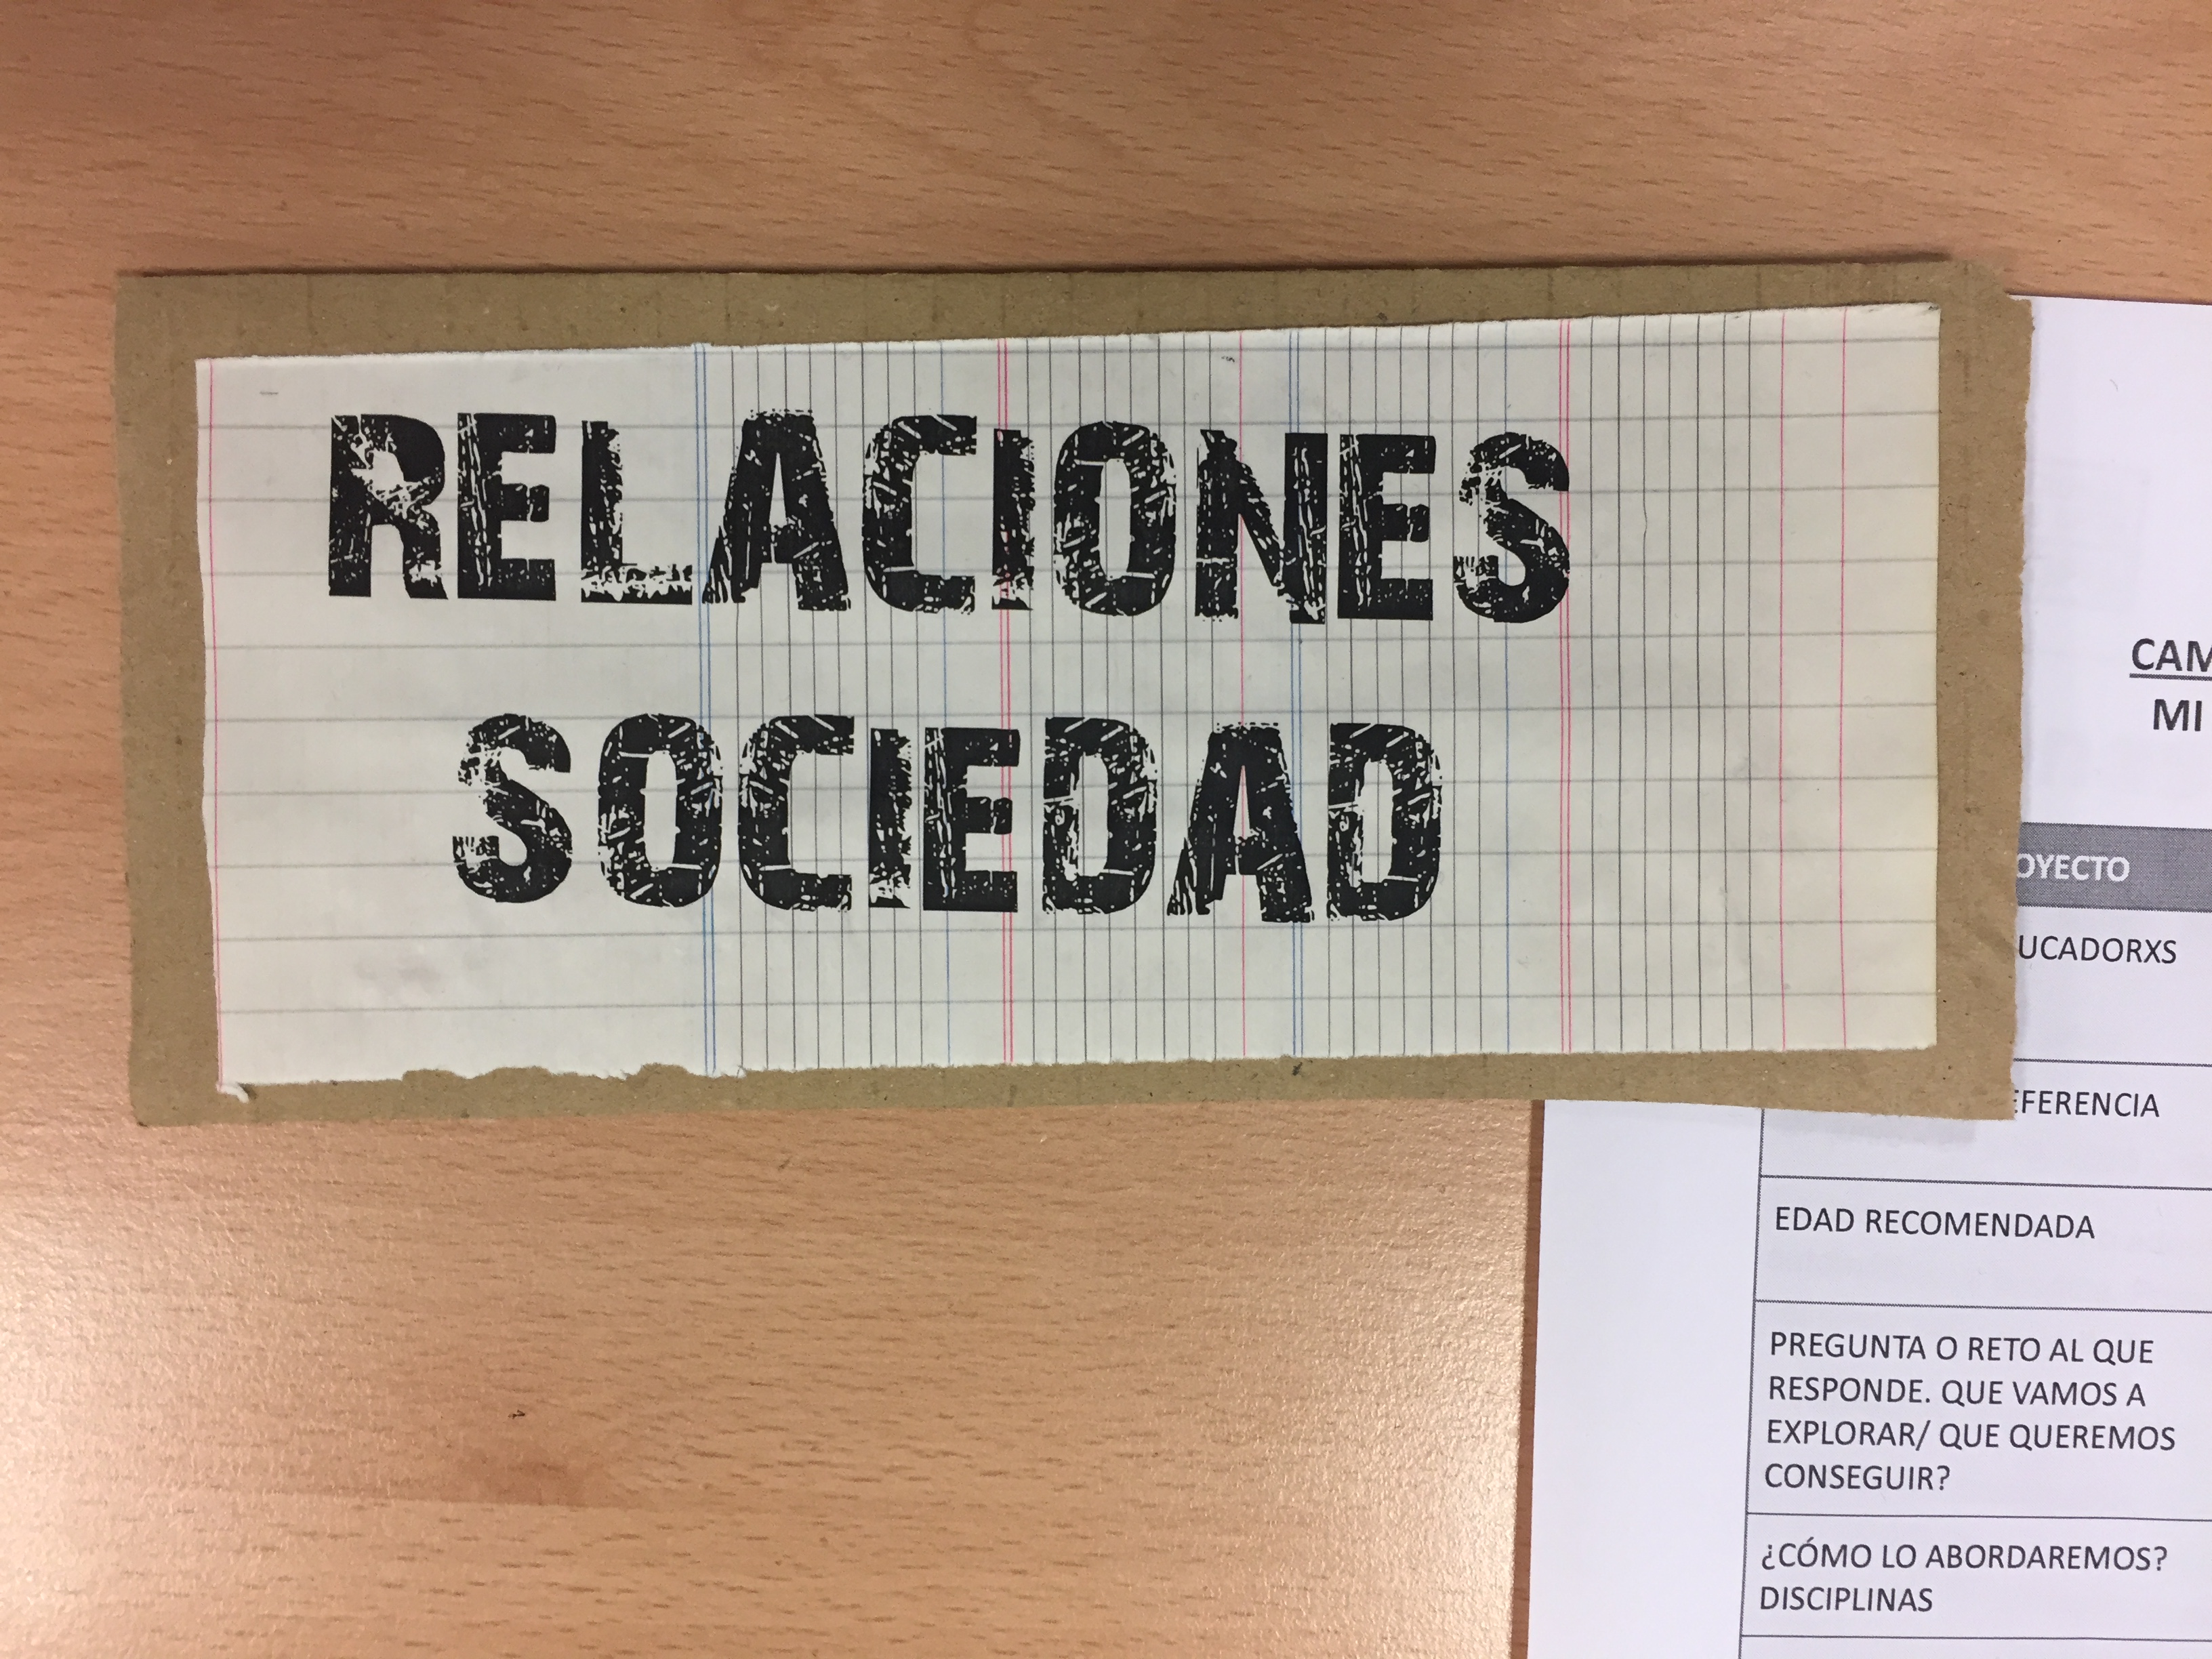 RELACIONES
SOCIEDAD
CAM
MI
OYECTO
UCADORXS
EFERENCIA
EDAD RECOMENDADA
PREGUNTA O RETO AL QUE
RESPONDE. QUE VAMOS A
EXPLORAR/ QUE QUEREMOS
CONSEGUIR?
¿CÓMO LO ABORDAREMOS?
DISCIPLINAS